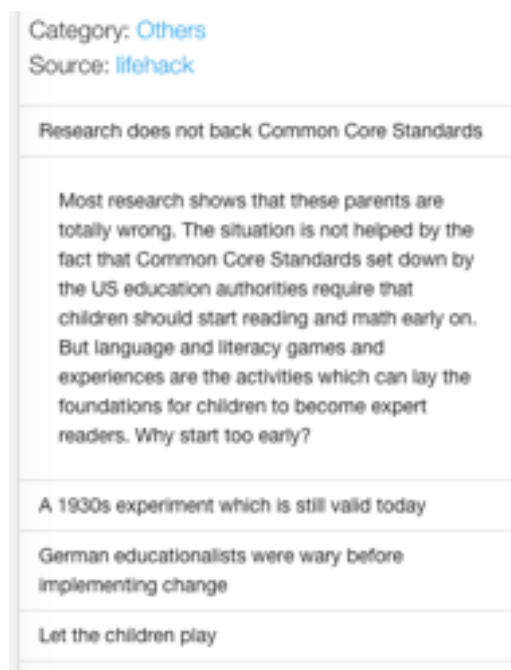 Category: Others
Source: lifehack
Research does not back Common Core Standards
Most research shows that these parents are
totally wrong. The situation is not helped by the
fact that Common Core Standards set down by
the US education authorities require that
children should start reading and math early on.
But language and literacy games and
experiences are the activities which can lay the
foundations for children to become expert
readers. Why start too early?
A 1930s experiment which is still valid today
German educationalists were wary before
implementing change
Let the children play